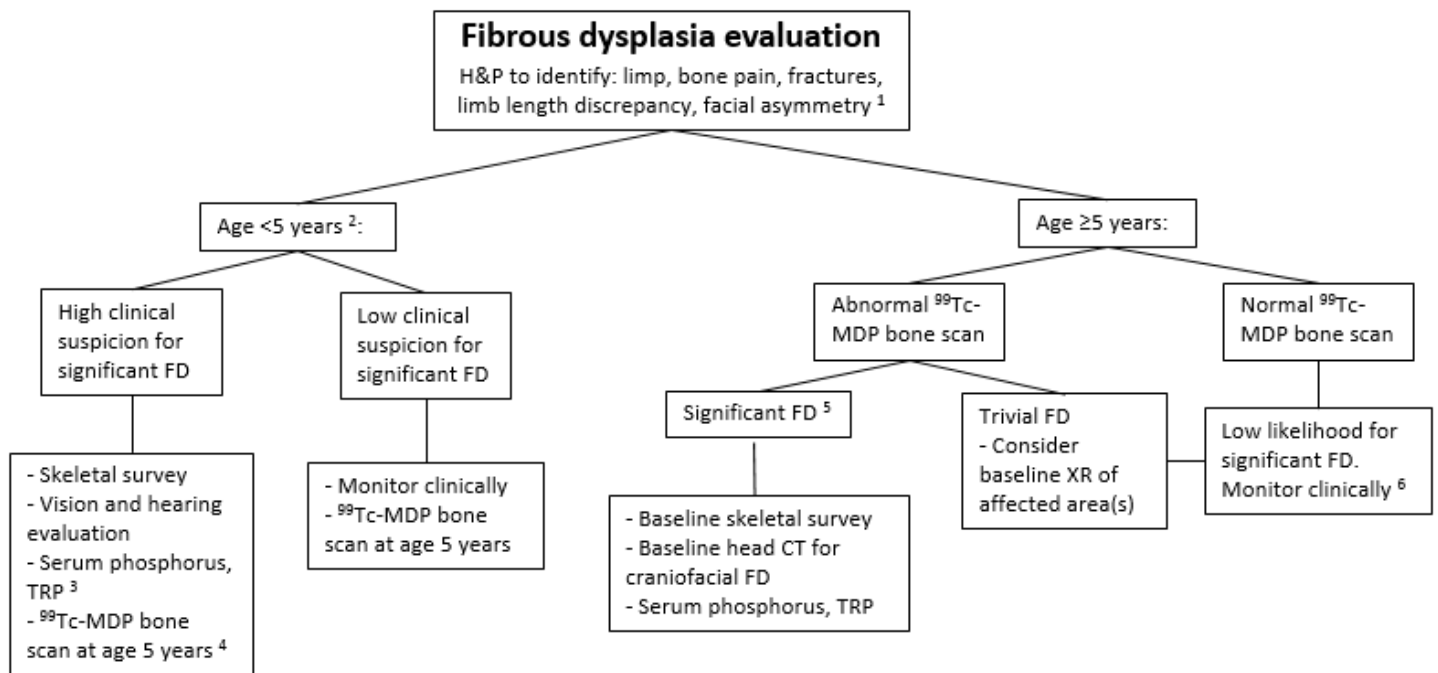 Fibrous dysplasia evaluation
H&P to identify: limp, bone pain, fractures,
limb length discrepancy, facial asymmetry ¹
Age <5 years ²:
Age ≥5 years:
High clinical
suspicion for
significant FD
Low clinical
suspicion for
significant FD
Abnormal ⁹⁹Tc-
MDP bone scan
Normal ⁹⁹Tc-
MDP bone scan
Significant FD ⁵
Trivial FD
- Consider
baseline XR of
affected area(s)
Low likelihood for
significant FD.
Monitor clinically ⁶
- Skeletal survey
- Vision and hearing
evaluation
- Serum phosphorus,
TRP ³
- ⁹⁹Tc-MDP bone
scan at age 5 years ⁴
- Monitor clinically
- ⁹⁹Tc-MDP bone
scan at age 5 years
- Baseline skeletal survey
- Baseline head CT for
craniofacial FD
- Serum phosphorus, TRP